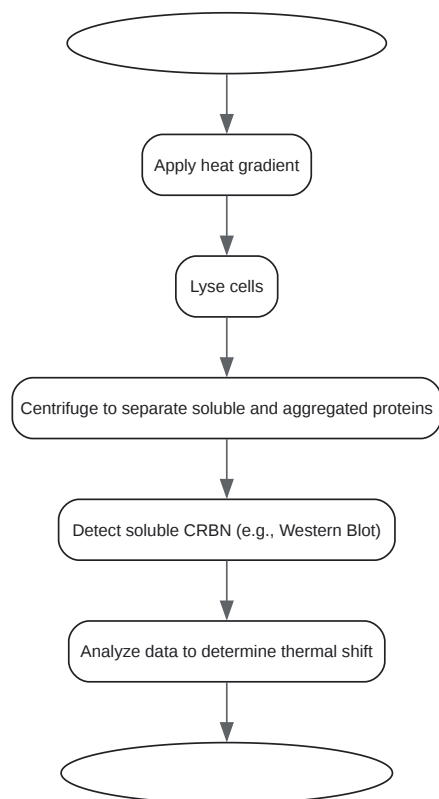 Apply heat gradient
Lyse cells
Centrifuge to separate soluble and aggregated proteins
Detect soluble CRBN (e.g., Western Blot)
Analyze data to determine thermal shift